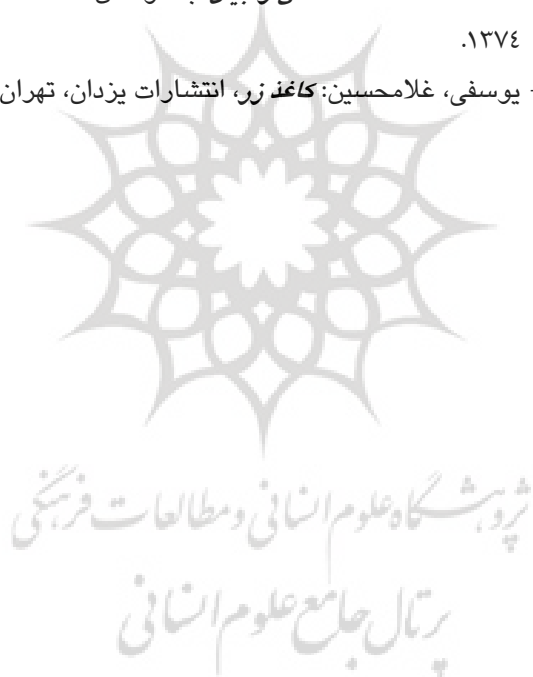 ۱۳۷٤.
- یوسفی، غلامحسین: کاغذ زر، انتشارات یزدان، تهران
پژوهشگاه علوم انسانی و مطالعات فرهنگی
پرتال جامع علوم انسانی